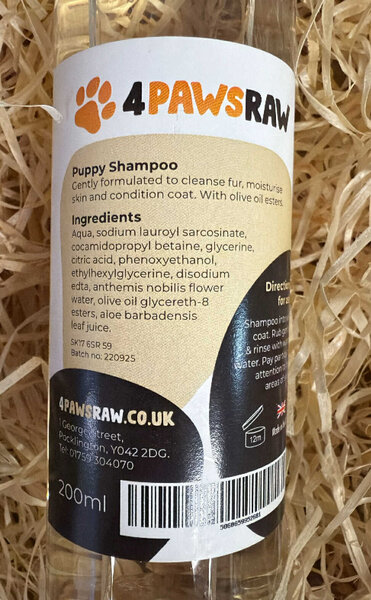 4PAWSRAW
Puppy Shampoo
Gently formulated to cleanse fur, moisturise
skin and condition coat. With olive oil esters.
Ingredients
Aqua, sodium lauroyl sarcosinate,
cocamidopropyl betaine, glycerine,
citric acid, phenoxyethanol,
ethylhexylglycerine, disodium
edta, anthemis nobilis flower
water, olive oil glycereth-8
esters, aloe barbadensis
leaf juice.
SK17 6SR 59
Batch no: 220925
for
Shampoo
coat. Rub
& rinse with
water. Pay
attention
areas
12m
4PAWSRAW.CO.UK
1 George Street,
Pocklington, YO42 2DG.
Tel: 01759 304070
200ml